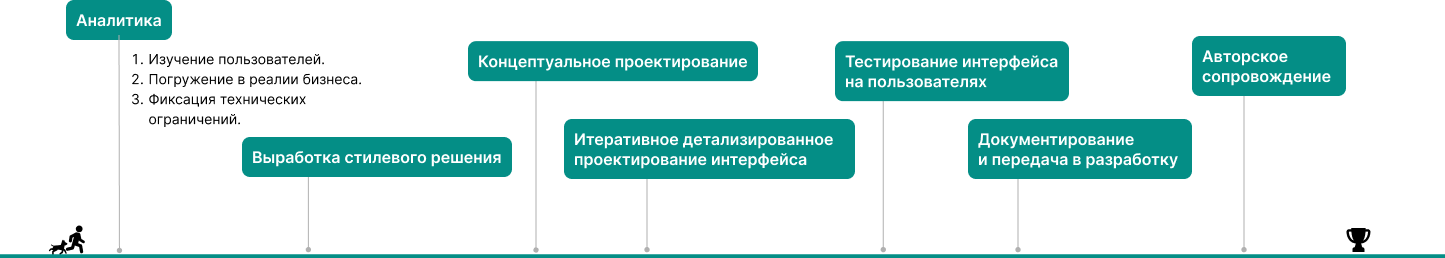 Аналитика
1. Изучение пользователей.
2. Погружение в реалии бизнеса.
3. Фиксация технических
ограничений.
Выработка стилевого решения
Концептуальное проектирование
Итеративное детализированное
проектирование интерфейса
Тестирование интерфейса
на пользователях
Документирование
и передача в разработку
Авторское
сопровождение